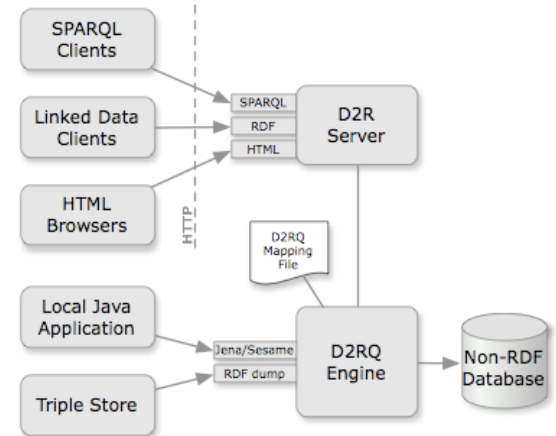 SPARQL
Clients
Linked Data
Clients
HTML
Browsers
HTTP
SPARQL
RDF
HTML
D2R
Server
D2RQ
Mapping
File
Local Java
Application
Triple Store
Jena/Sesame
RDF dump
D2RQ
Engine
Non-RDF
Database